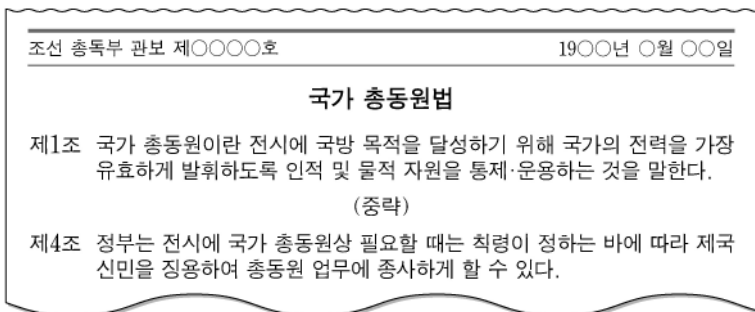 조선 총독부 관보 제○○○○호 19○○년 ○월 ○○일
국가 총동원법
제1조 국가 총동원이란 전시에 국방 목적을 달성하기 위해 국가의 전력을 가장
유효하게 발휘하도록 인적 및 물적 자원을 통제·운용하는 것을 말한다.
(중략)
제4조 정부는 전시에 국가 총동원상 필요할 때는 칙령이 정하는 바에 따라 제국
신민을 징용하여 총동원 업무에 종사하게 할 수 있다.